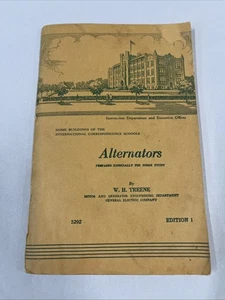 Instruction Department and Executive Offices
HOME BUILDINGS OF THE
INTERNATIONAL CORRESPONDENCE SCHOOLS
Alternators
PREPARED ESPECIALLY FOR HOME STUDY
By
W. H. TREENE
MOTOR AND GENERATOR ENGINEERING DEPARTMENT
GENERAL ELECTRIC COMPANY
5202
EDITION 1